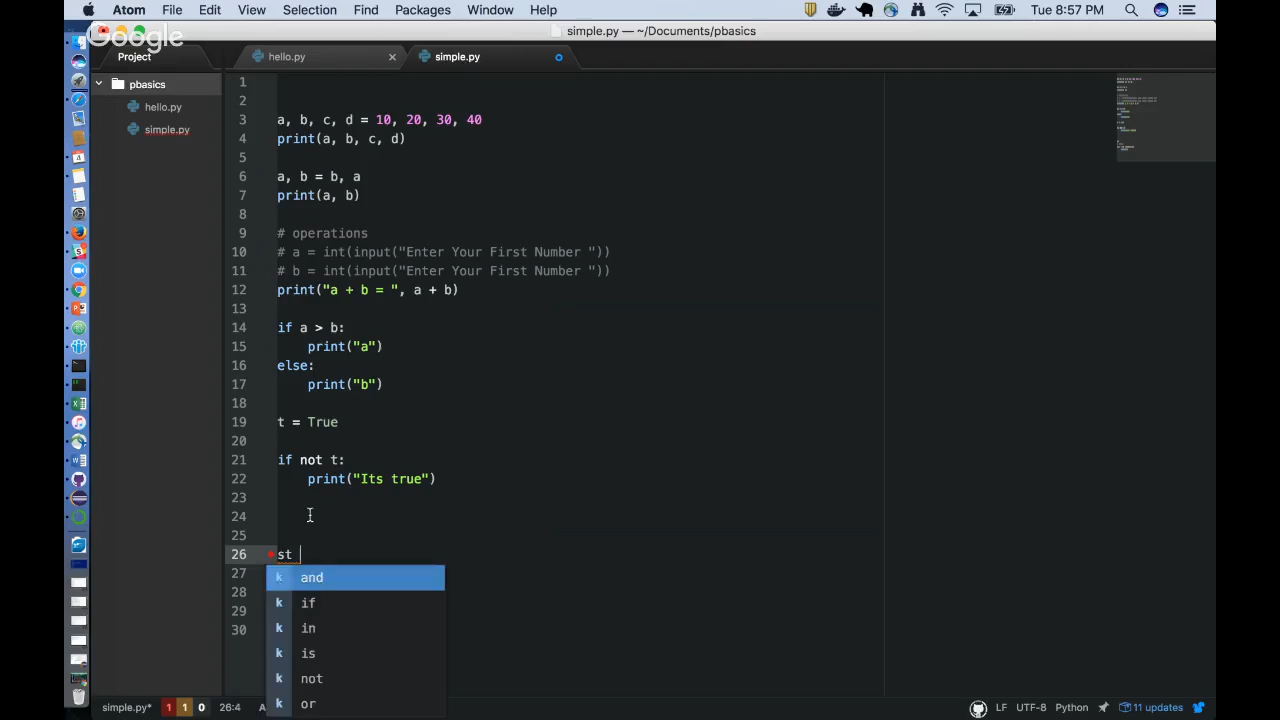 Atom File Edit View Selection Find Packages Window Help Tue 8:57 PM
simple.py — ~/Documents/pbasics
Google
Project hello.py simple.py
pbasics
hello.py
simple.py
1
2
3 a, b, c, d = 10, 20, 30, 40
4 print(a, b, c, d)
5
6 a, b = b, a
7 print(a, b)
8
9 # operations
10 # a = int(input("Enter Your First Number "))
11 # b = int(input("Enter Your First Number "))
12 print("a + b = ", a + b)
13
14 if a > b:
15 print("a")
16 else:
17 print("b")
18
19 t = True
20
21 if not t:
22 print("Its true")
23
24
25
26 st
27
28
29
30
k and
k if
k in
k is
k not
k or
simple.py* 1 1 0 26:4 LF UTF-8 Python 11 updates